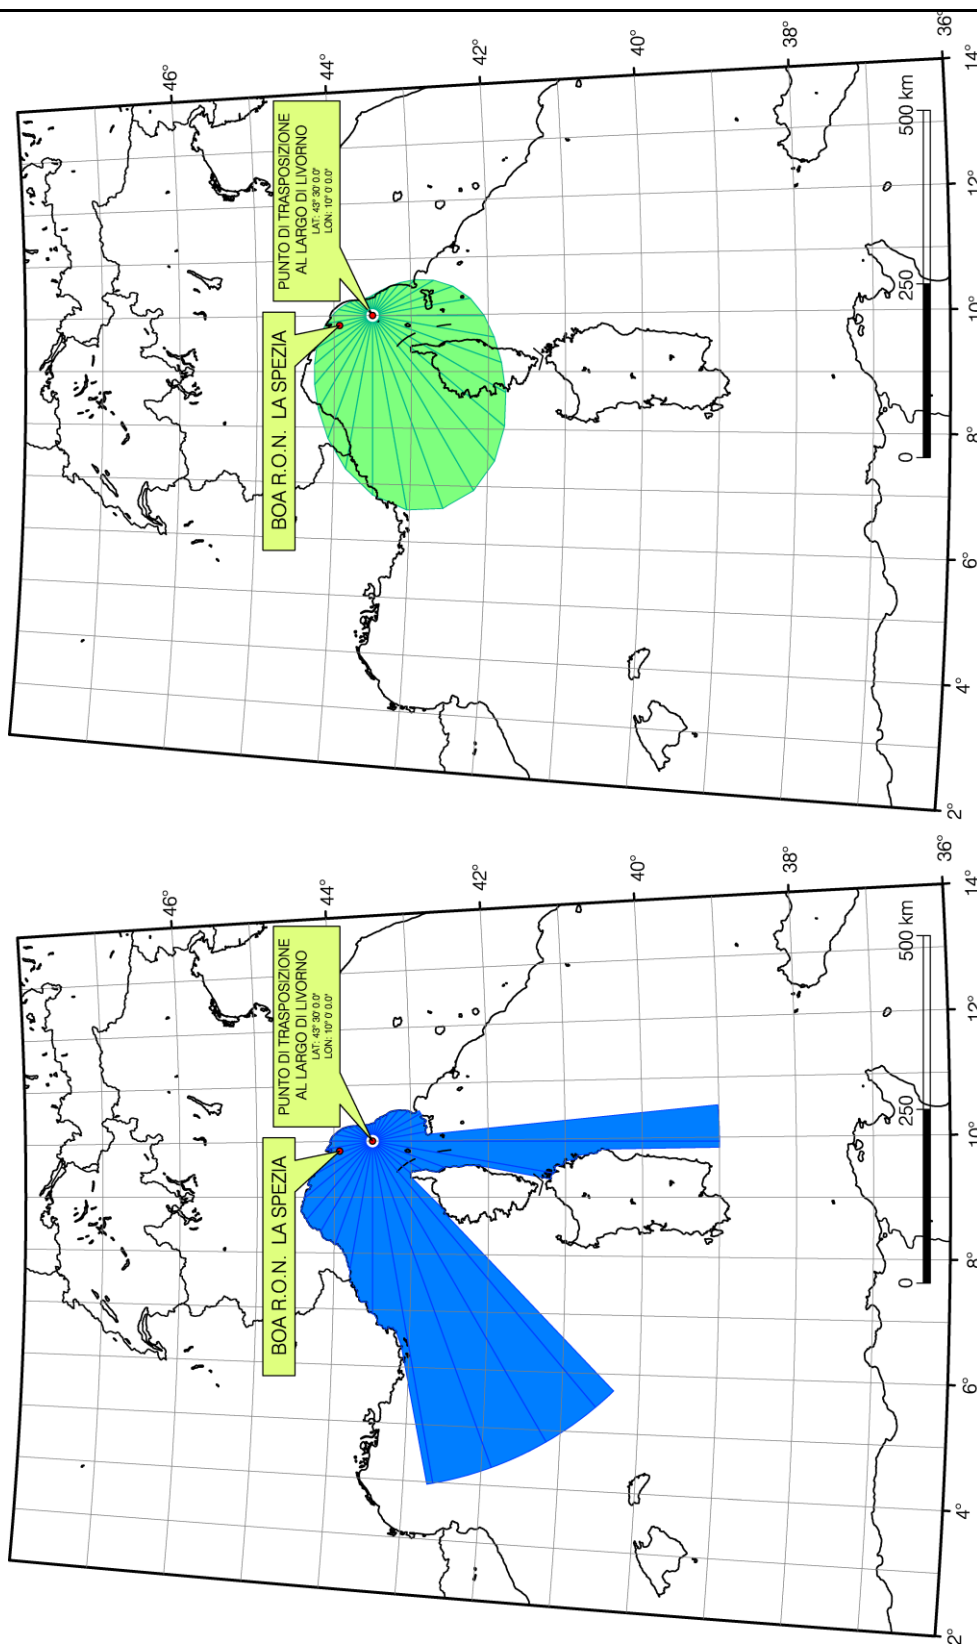 BOA R.O.N. LA SPEZIA
PUNTO DI TRASPOSIZIONE
AL LARGO DI LIVORNO
LAT: 43° 30' 0.0"
LON: 10° 0' 0.0"
46°
44°
42°
40°
38°
36°
2°
4°
6°
8°
10°
12°
14°
0
250
500 km
BOA R.O.N. LA SPEZIA
PUNTO DI TRASPOSIZIONE
AL LARGO DI LIVORNO
LAT: 43° 30' 0.0"
LON: 10° 0' 0.0"
46°
44°
42°
40°
38°
36°
2°
4°
6°
8°
10°
12°
14°
0
250
500 km